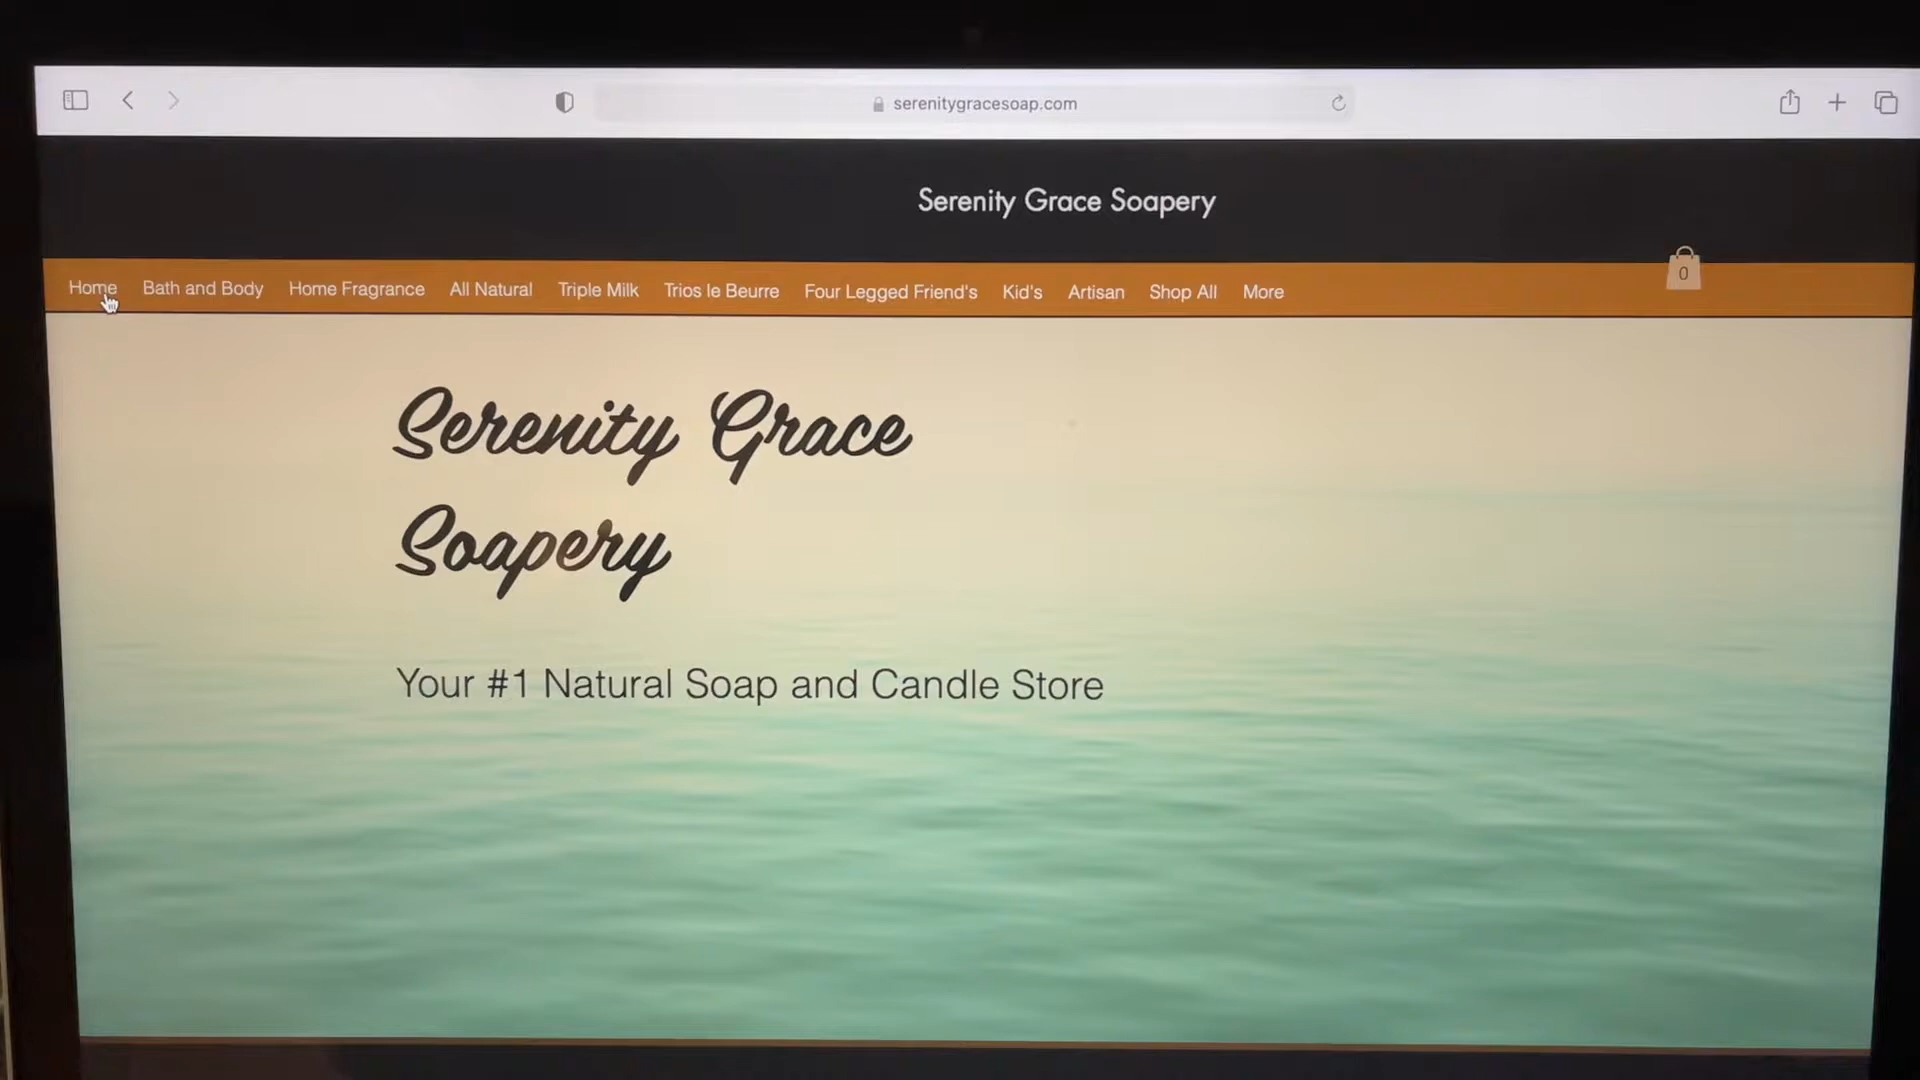 serenitygracesoap.com
Serenity Grace Soapery
0
Home Bath and Body Home Fragrance All Natural Triple Milk Trios le Beurre Four Legged Friend's Kid's Artisan Shop All More
Serenity Grace
Soapery
Your #1 Natural Soap and Candle Store